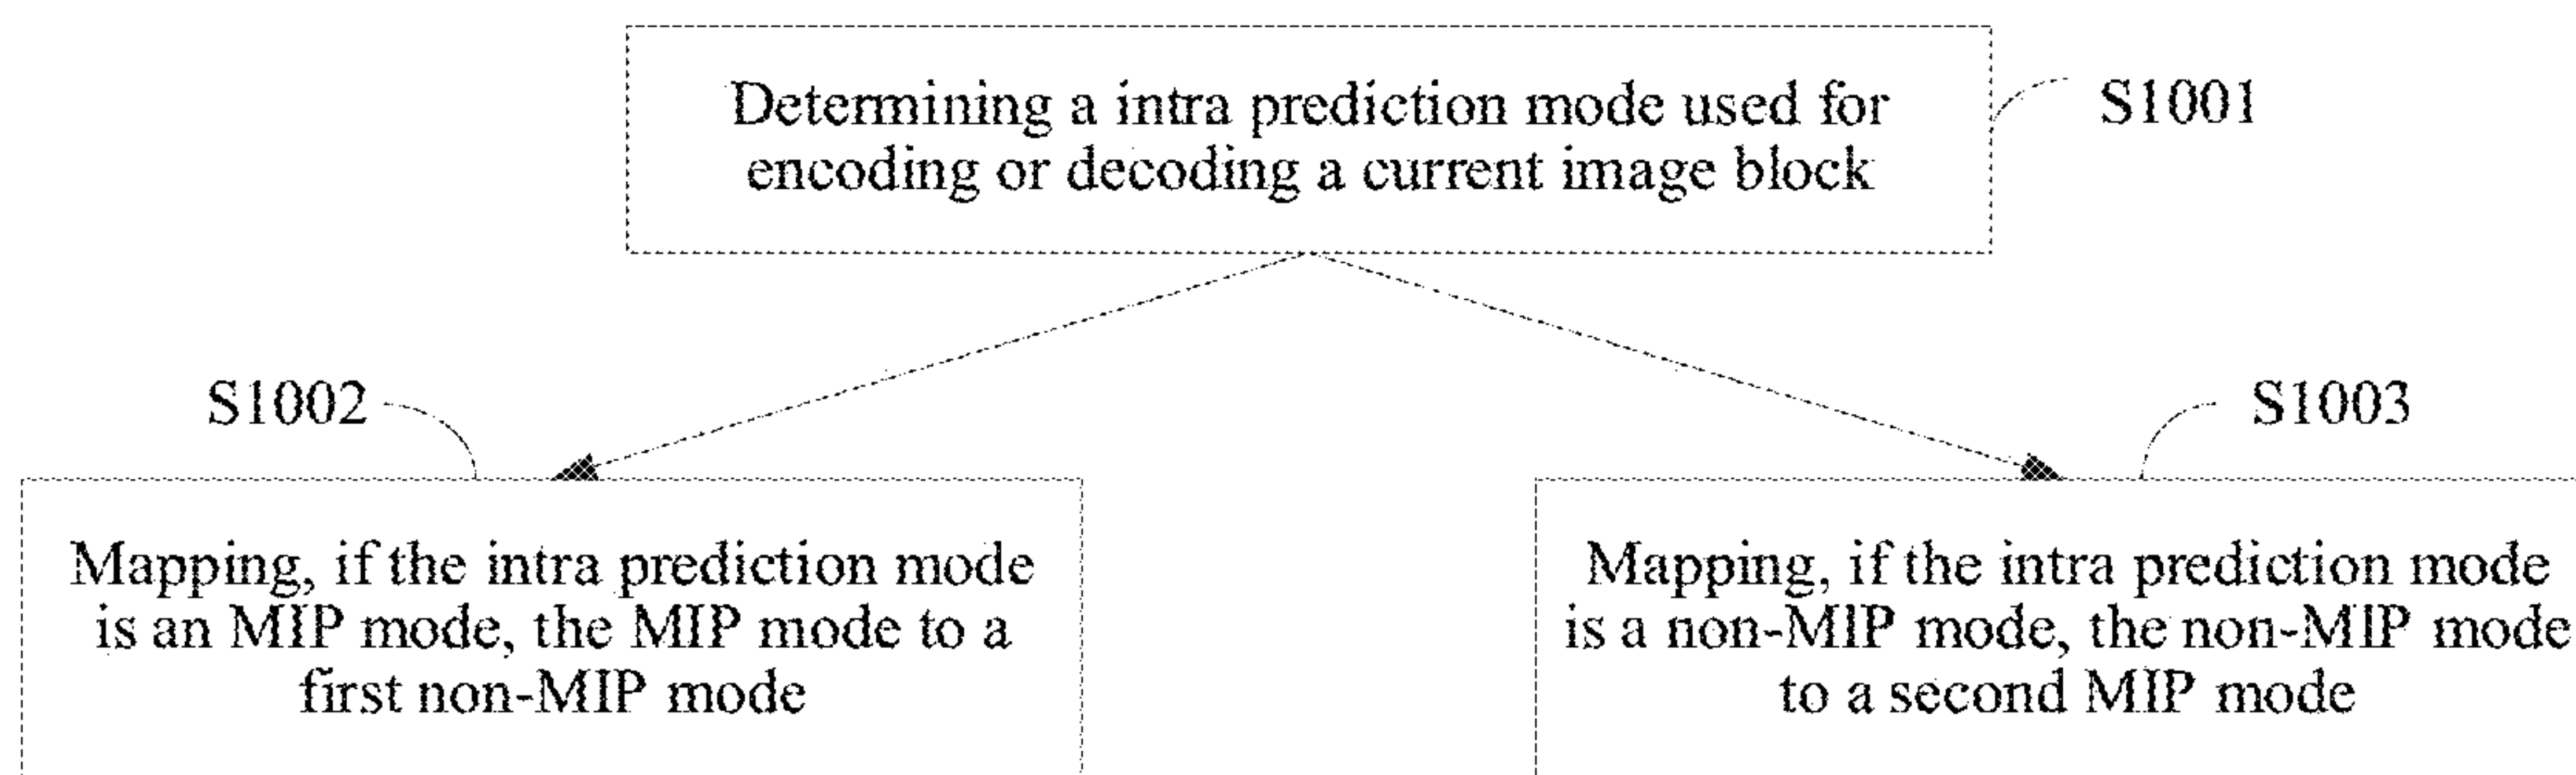 Determining a intra prediction mode used for
encoding or decoding a current image block
S1001
S1002
Mapping, if the intra prediction mode
is an MIP mode, the MIP mode to a
first non-MIP mode
S1003
Mapping, if the intra prediction mode
is a non-MIP mode, the non-MIP mode
to a second MIP mode